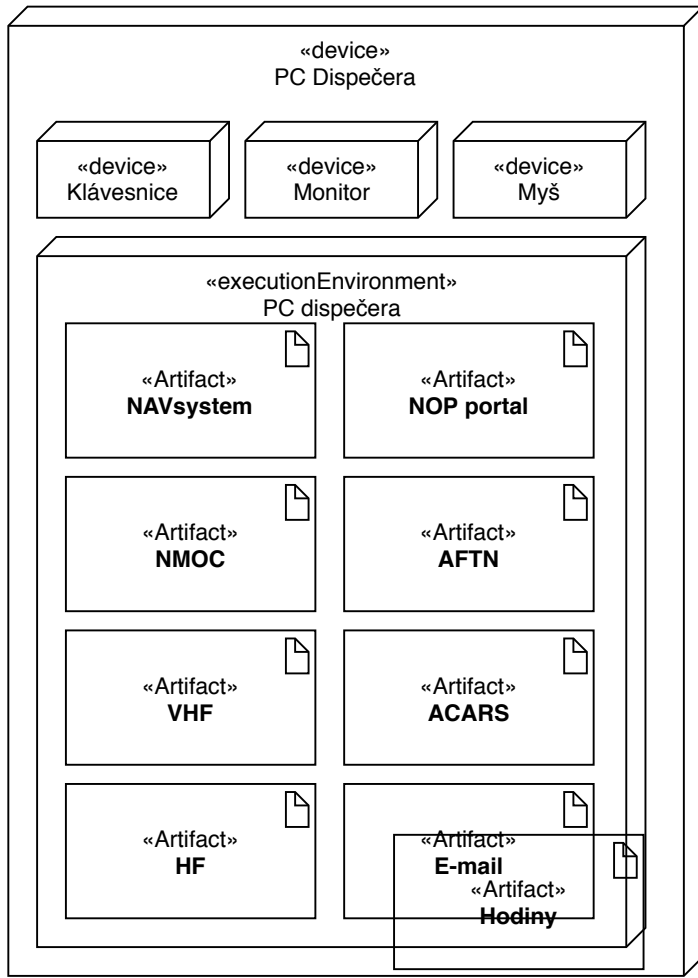 «device»
PC Dispečera
«device»
Klávesnice
«device»
Monitor
«device»
Myš
«executionEnvironment»
PC dispečera
«Artifact»
NAVsystem
«Artifact»
NOP portal
«Artifact»
NMOC
«Artifact»
AFTN
«Artifact»
VHF
«Artifact»
ACARS
«Artifact»
HF
«Artifact»
E-mail
«Artifact»
Hodiny